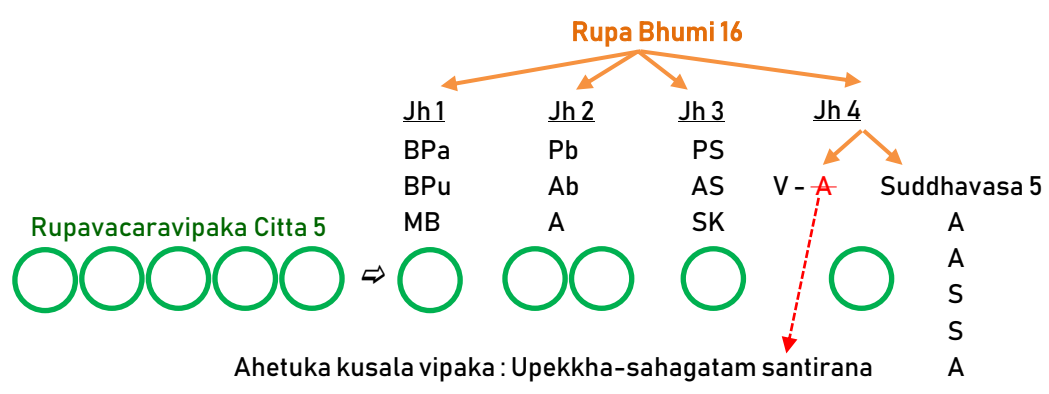 Rupa Bhumi 16
Jh 1 Jh 2 Jh 3 Jh 4
BPa Pb PS
BPu Ab AS V - A Suddhavasa 5
MB A SK A
Rupavacaravipaka Citta 5
A
S
S
Ahetuka kusala vipaka : Upekkha-sahagatam santirana A